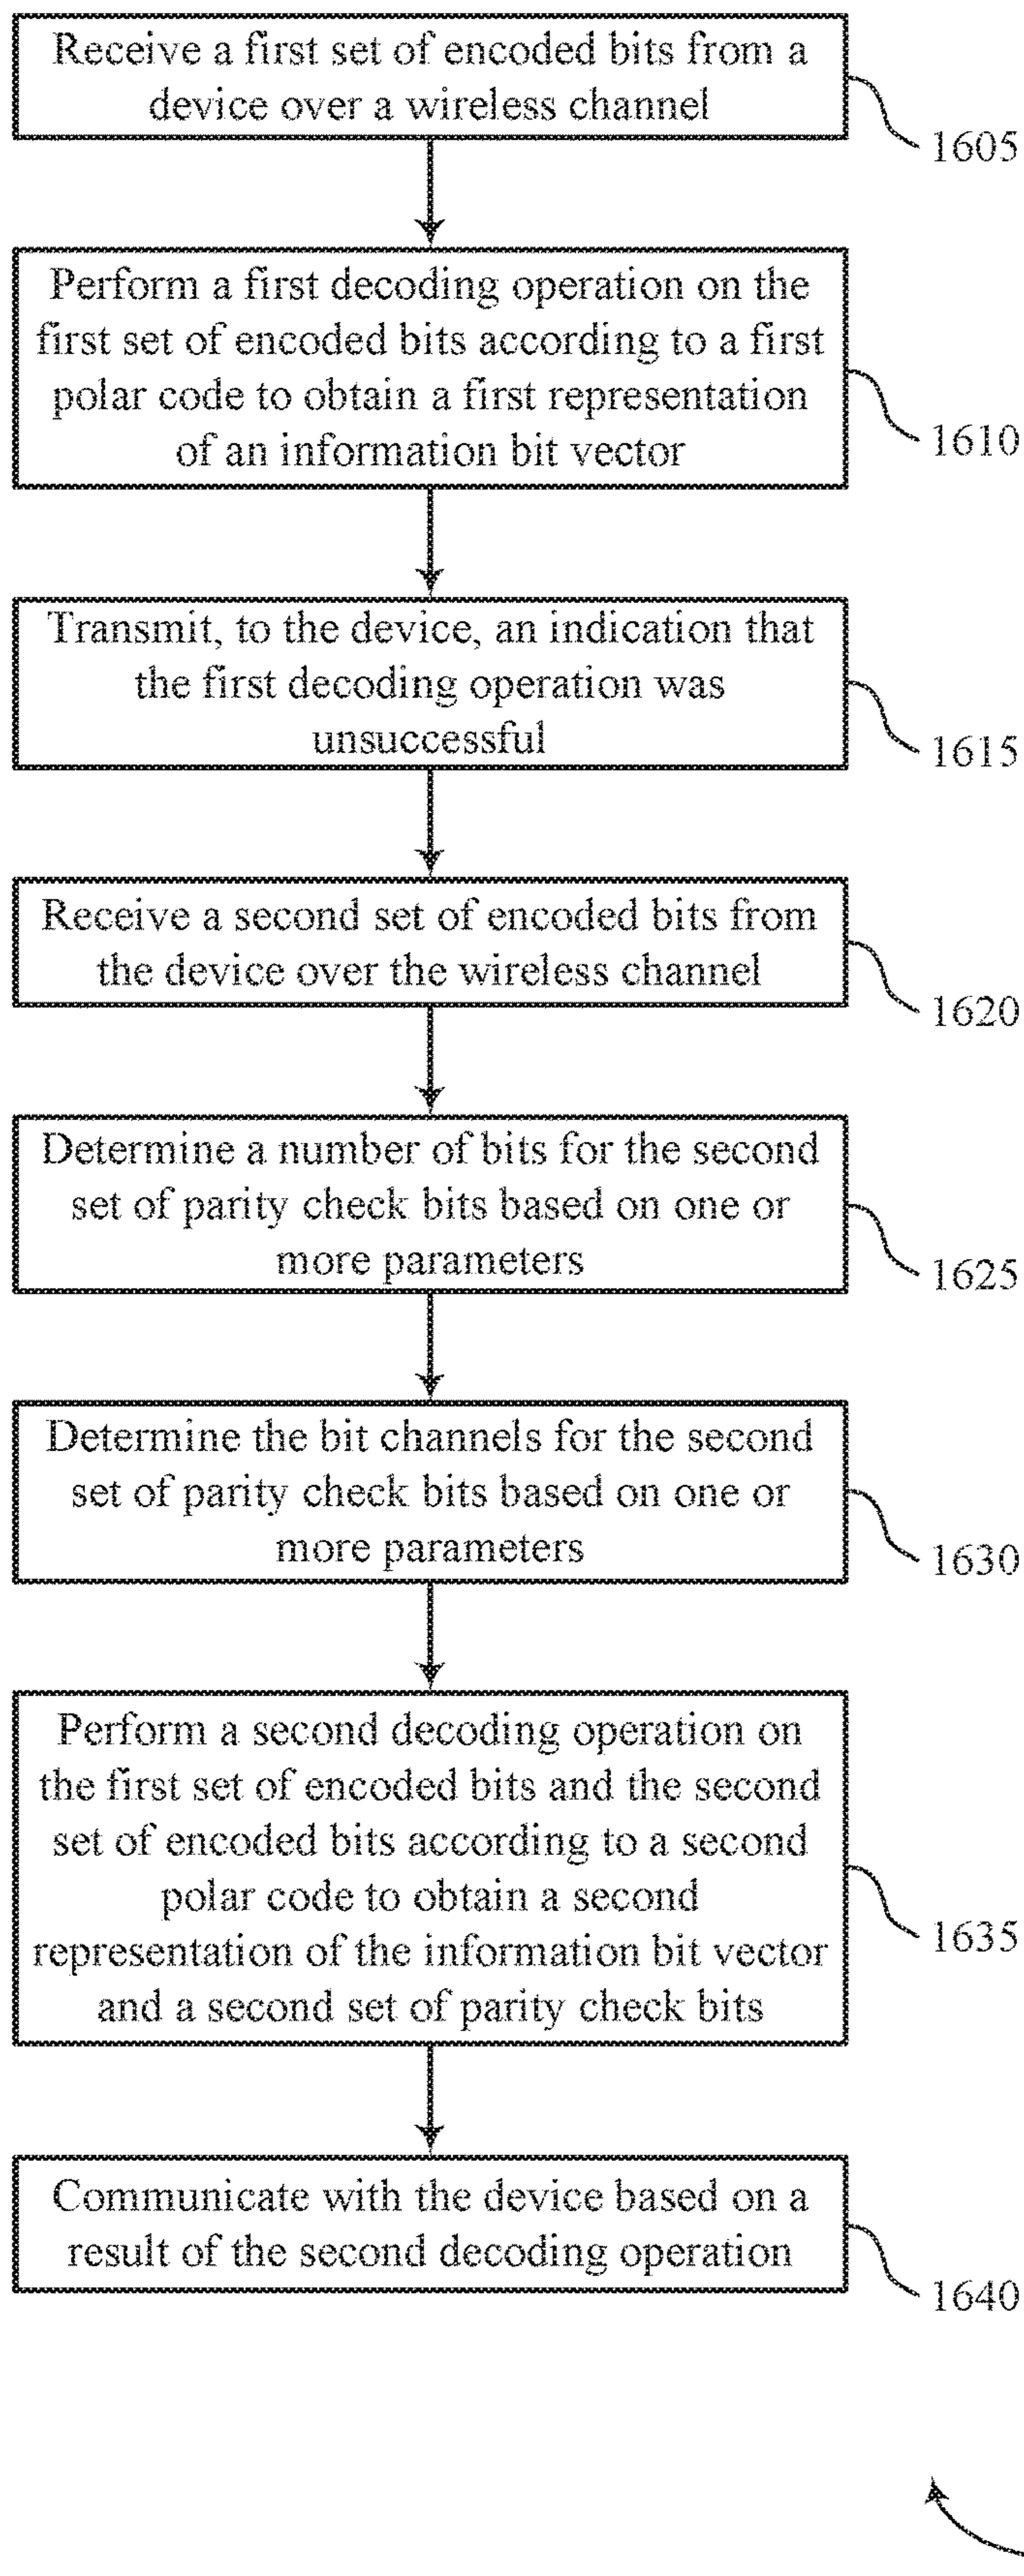 Receive a first set of encoded bits from a
device over a wireless channel
1605
Perform a first decoding operation on the
first set of encoded bits according to a first
polar code to obtain a first representation
of an information bit vector
1610
Transmit, to the device, an indication that
the first decoding operation was
unsuccessful
1615
Receive a second set of encoded bits from
the device over the wireless channel
1620
Determine a number of bits for the second
set of parity check bits based on one or
more parameters
1625
Determine the bit channels for the second
set of parity check bits based on one or
more parameters
1630
Perform a second decoding operation on
the first set of encoded bits and the second
set of encoded bits according to a second
polar code to obtain a second
representation of the information bit vector
and a second set of parity check bits
1635
Communicate with the device based on a
result of the second decoding operation
1640